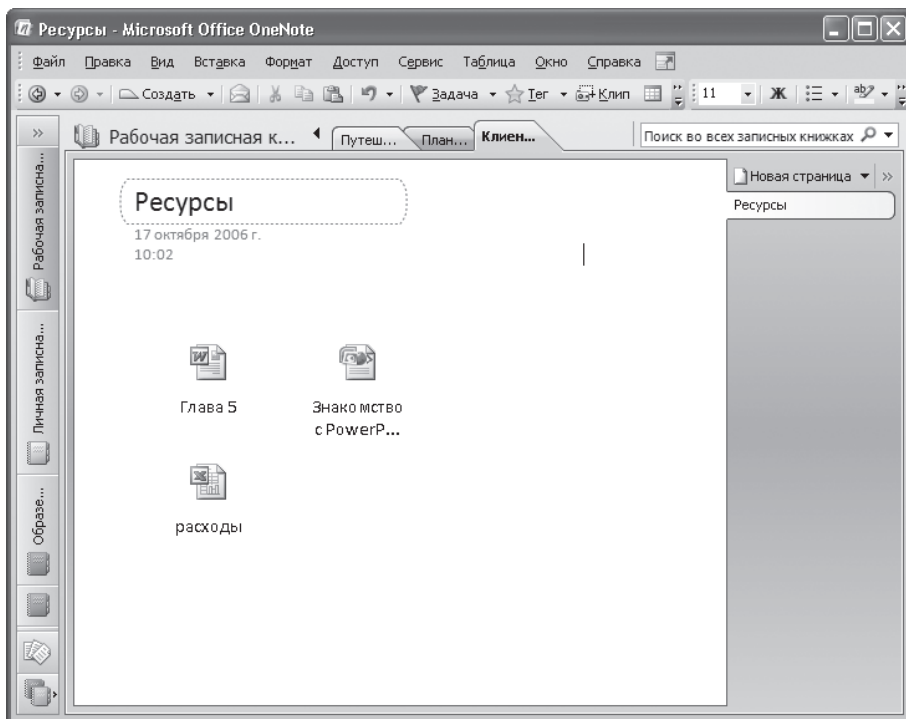 Ресурсы - Microsoft Office OneNote
Файл Правка Вид Вставка Формат Доступ Сервис Таблица Окно Справка
Создать Задача Тег Клип 11 Ж ab
Рабочая записная к... Путеш... План... Клиен... Поиск во всех записных книжках
Новая страница
Ресурсы
Рабочая записна...
Личная записна...
Образе...
Ресурсы
17 октября 2006 г.
10:02
Глава 5
Знакомство
с PowerP...
расходы